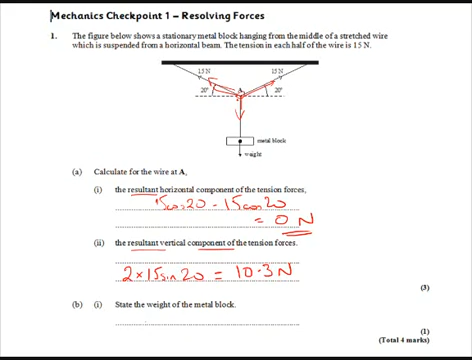 Mechanics Checkpoint 1 – Resolving Forces
1. The figure below shows a stationary metal block hanging from the middle of a stretched wire
which is suspended from a horizontal beam. The tension in each half of the wire is 15 N.
15 N 15 N
20° A 20°
metal block
weight
(a) Calculate for the wire at A,
(i) the resultant horizontal component of the tension forces,
15cos20 - 15cos20
= 0 N
(ii) the resultant vertical component of the tension forces.
2 × 15sin 20 = 10.3 N
(3)
(b) (i) State the weight of the metal block.
(1)
(Total 4 marks)